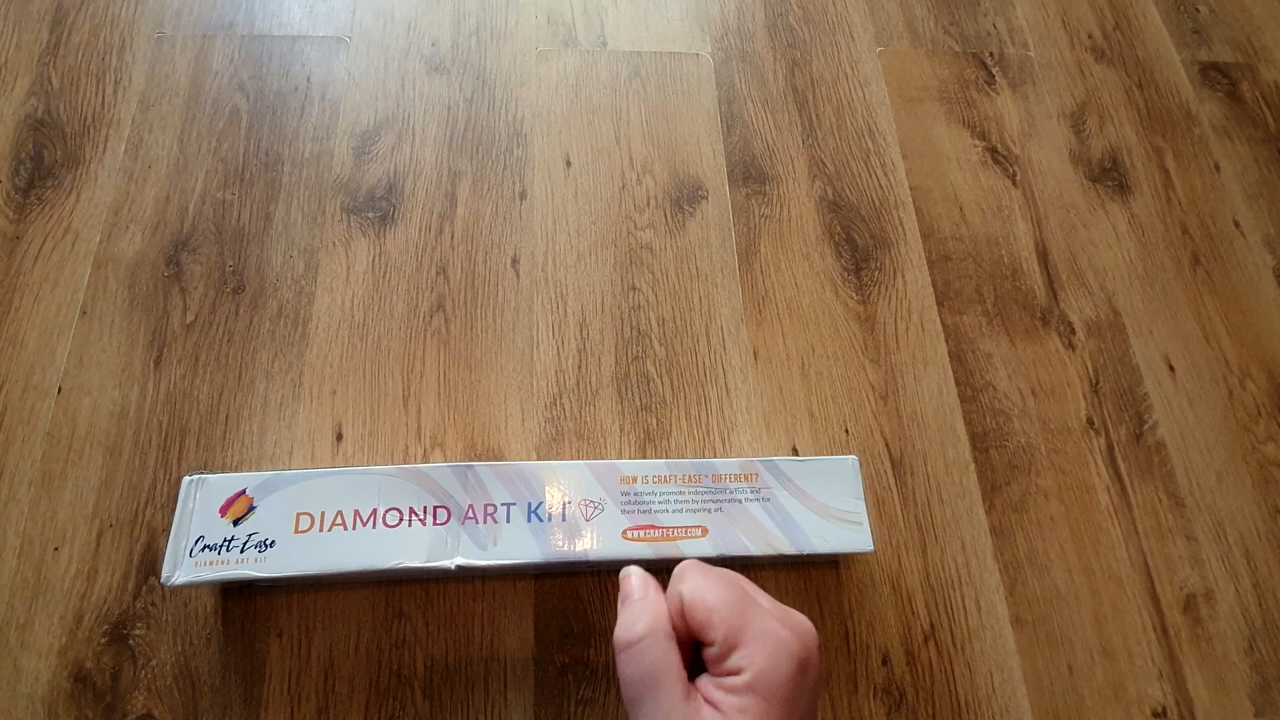 Craft-Ease
DIAMOND ART KIT
DIAMOND ART KIT
HOW IS CRAFT-EASE™ DIFFERENT?
We actively promote independent artists and
collaborate with them by remunerating them for
their hard work and inspiring art.
WWW.CRAFT-EASE.COM